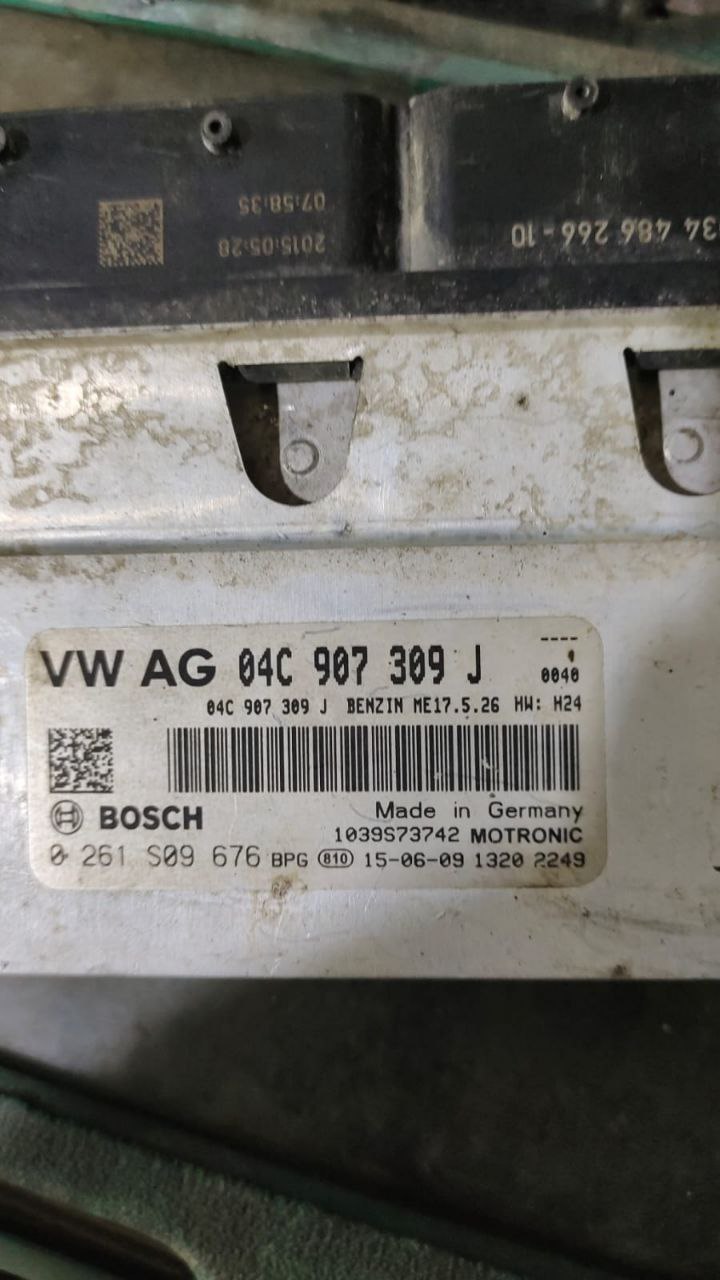 07:58:35
2015:05:28
34 486 266-10
VW AG 04C 907 309 J
----
0040
04C 907 309 J BENZIN ME17.5.26 HW: H24
BOSCH
Made in Germany
1039S73742 MOTRONIC
0 261 S09 676 BPG 810 15-06-09 1320 2249